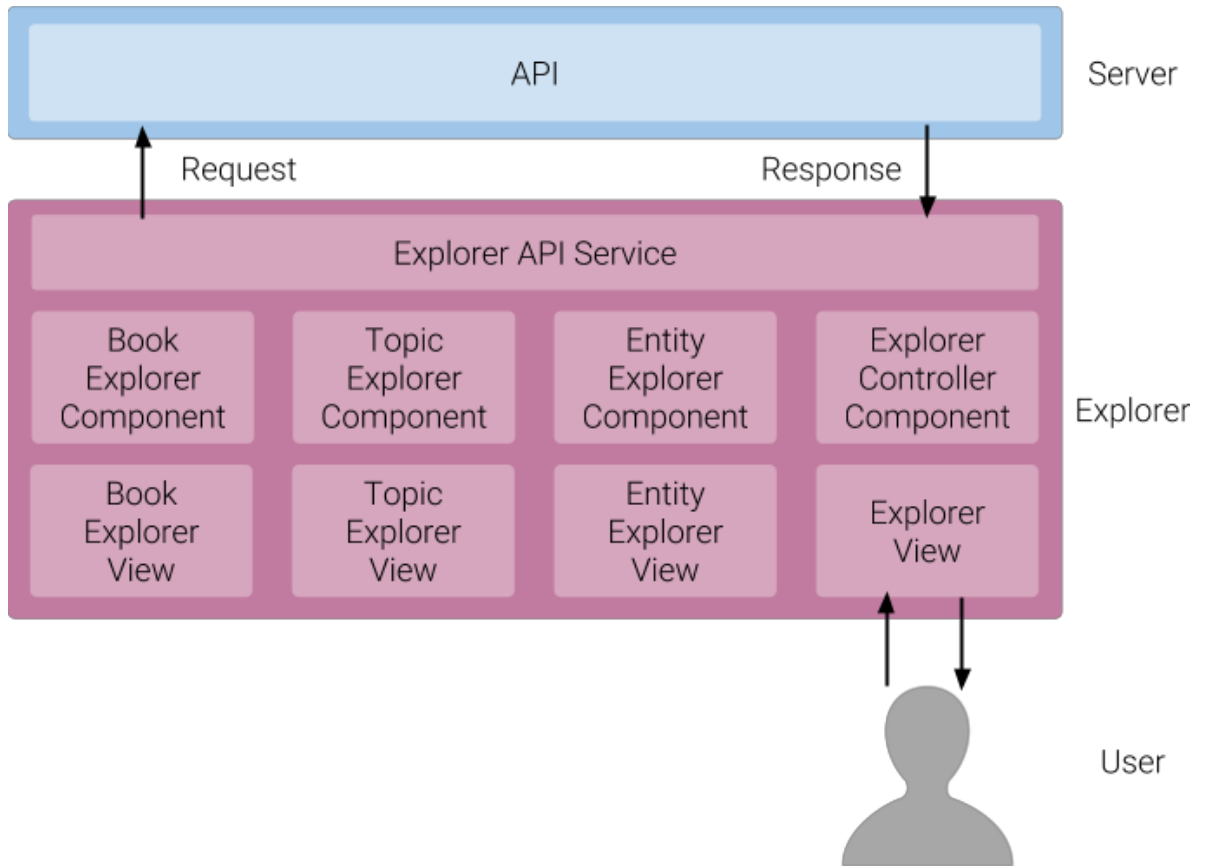 API
Server
Request
Response
Explorer API Service
Book
Explorer
Component
Topic
Explorer
Component
Entity
Explorer
Component
Explorer
Controller
Component
Explorer
Book
Explorer
View
Topic
Explorer
View
Entity
Explorer
View
Explorer
View
User